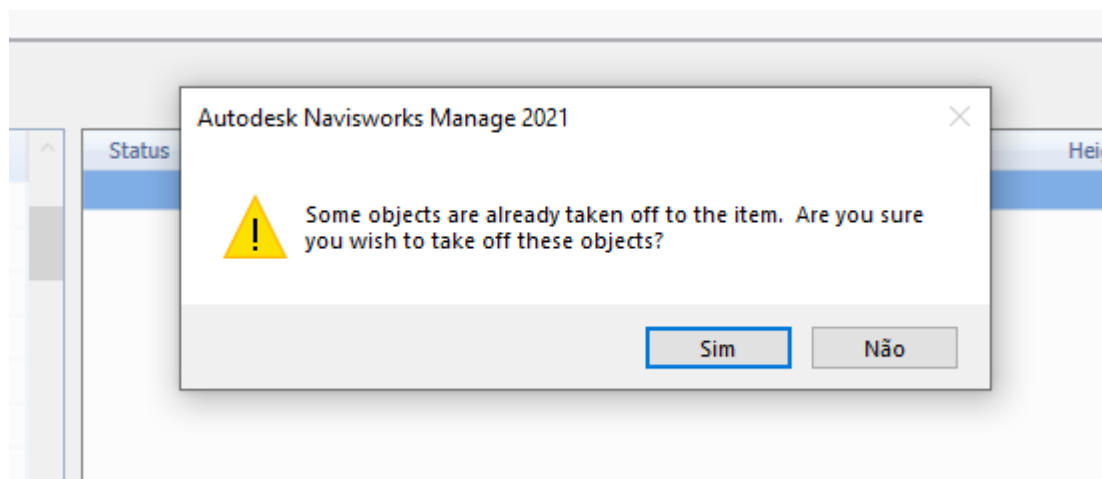 Autodesk Navisworks Manage 2021
Status
Some objects are already taken off to the item.  Are you sure
you wish to take off these objects?
Sim
Não